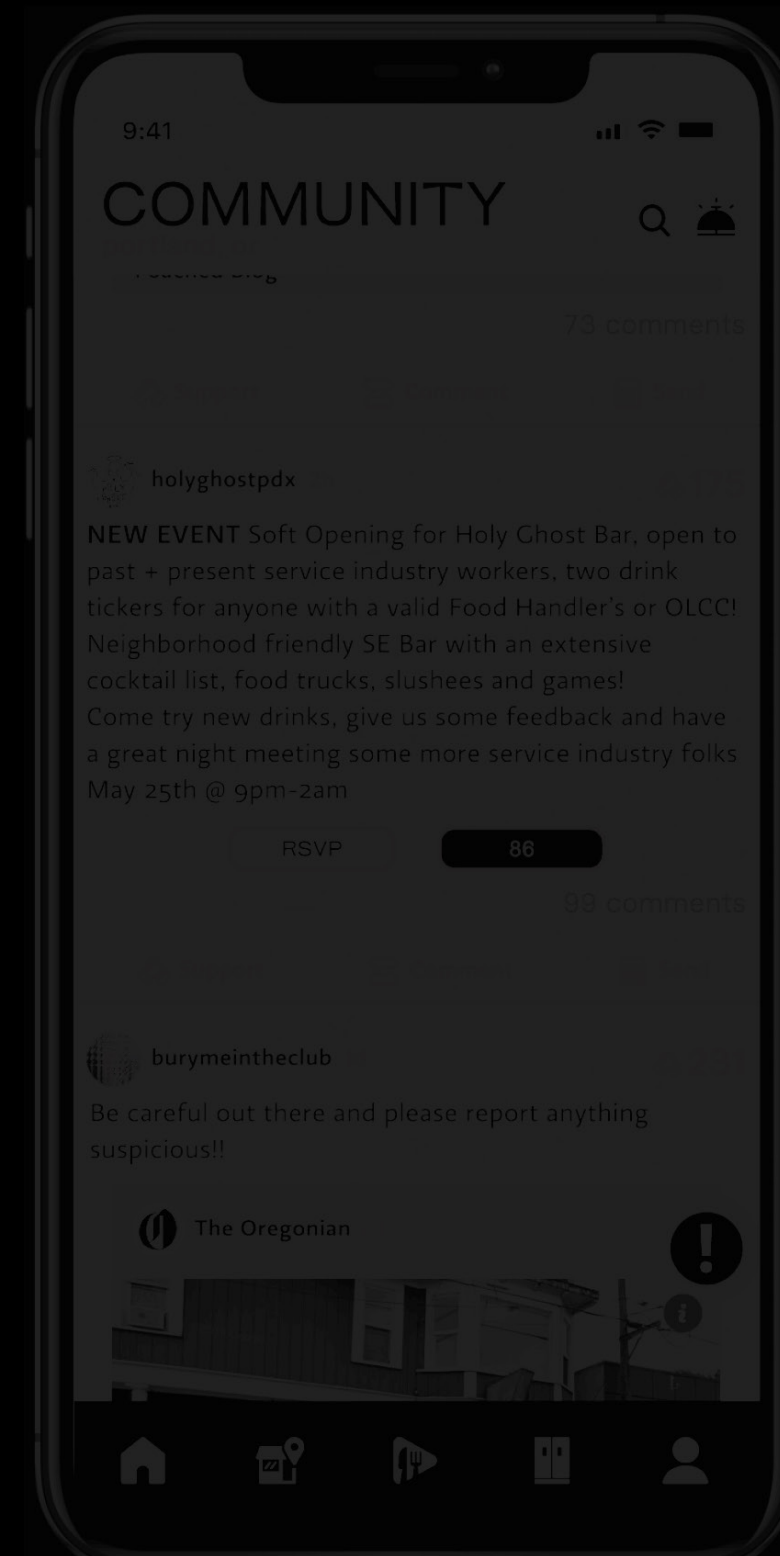 9:41
COMMUNITY
73 comments
holyghostpdx
NEW EVENT Soft Opening for Holy Ghost Bar, open to
past + present service industry workers, two drink
tickers for anyone with a valid Food Handler's or OLCC!
Neighborhood friendly SE Bar with an extensive
cocktail list, food trucks, slushees and games!
Come try new drinks, give us some feedback and have
a great night meeting some more service industry folks
May 25th @ 9pm-2am
RSVP
86
99 comments
burymeintheclub
Be careful out there and please report anything
suspicious!!
The Oregonian
!
i